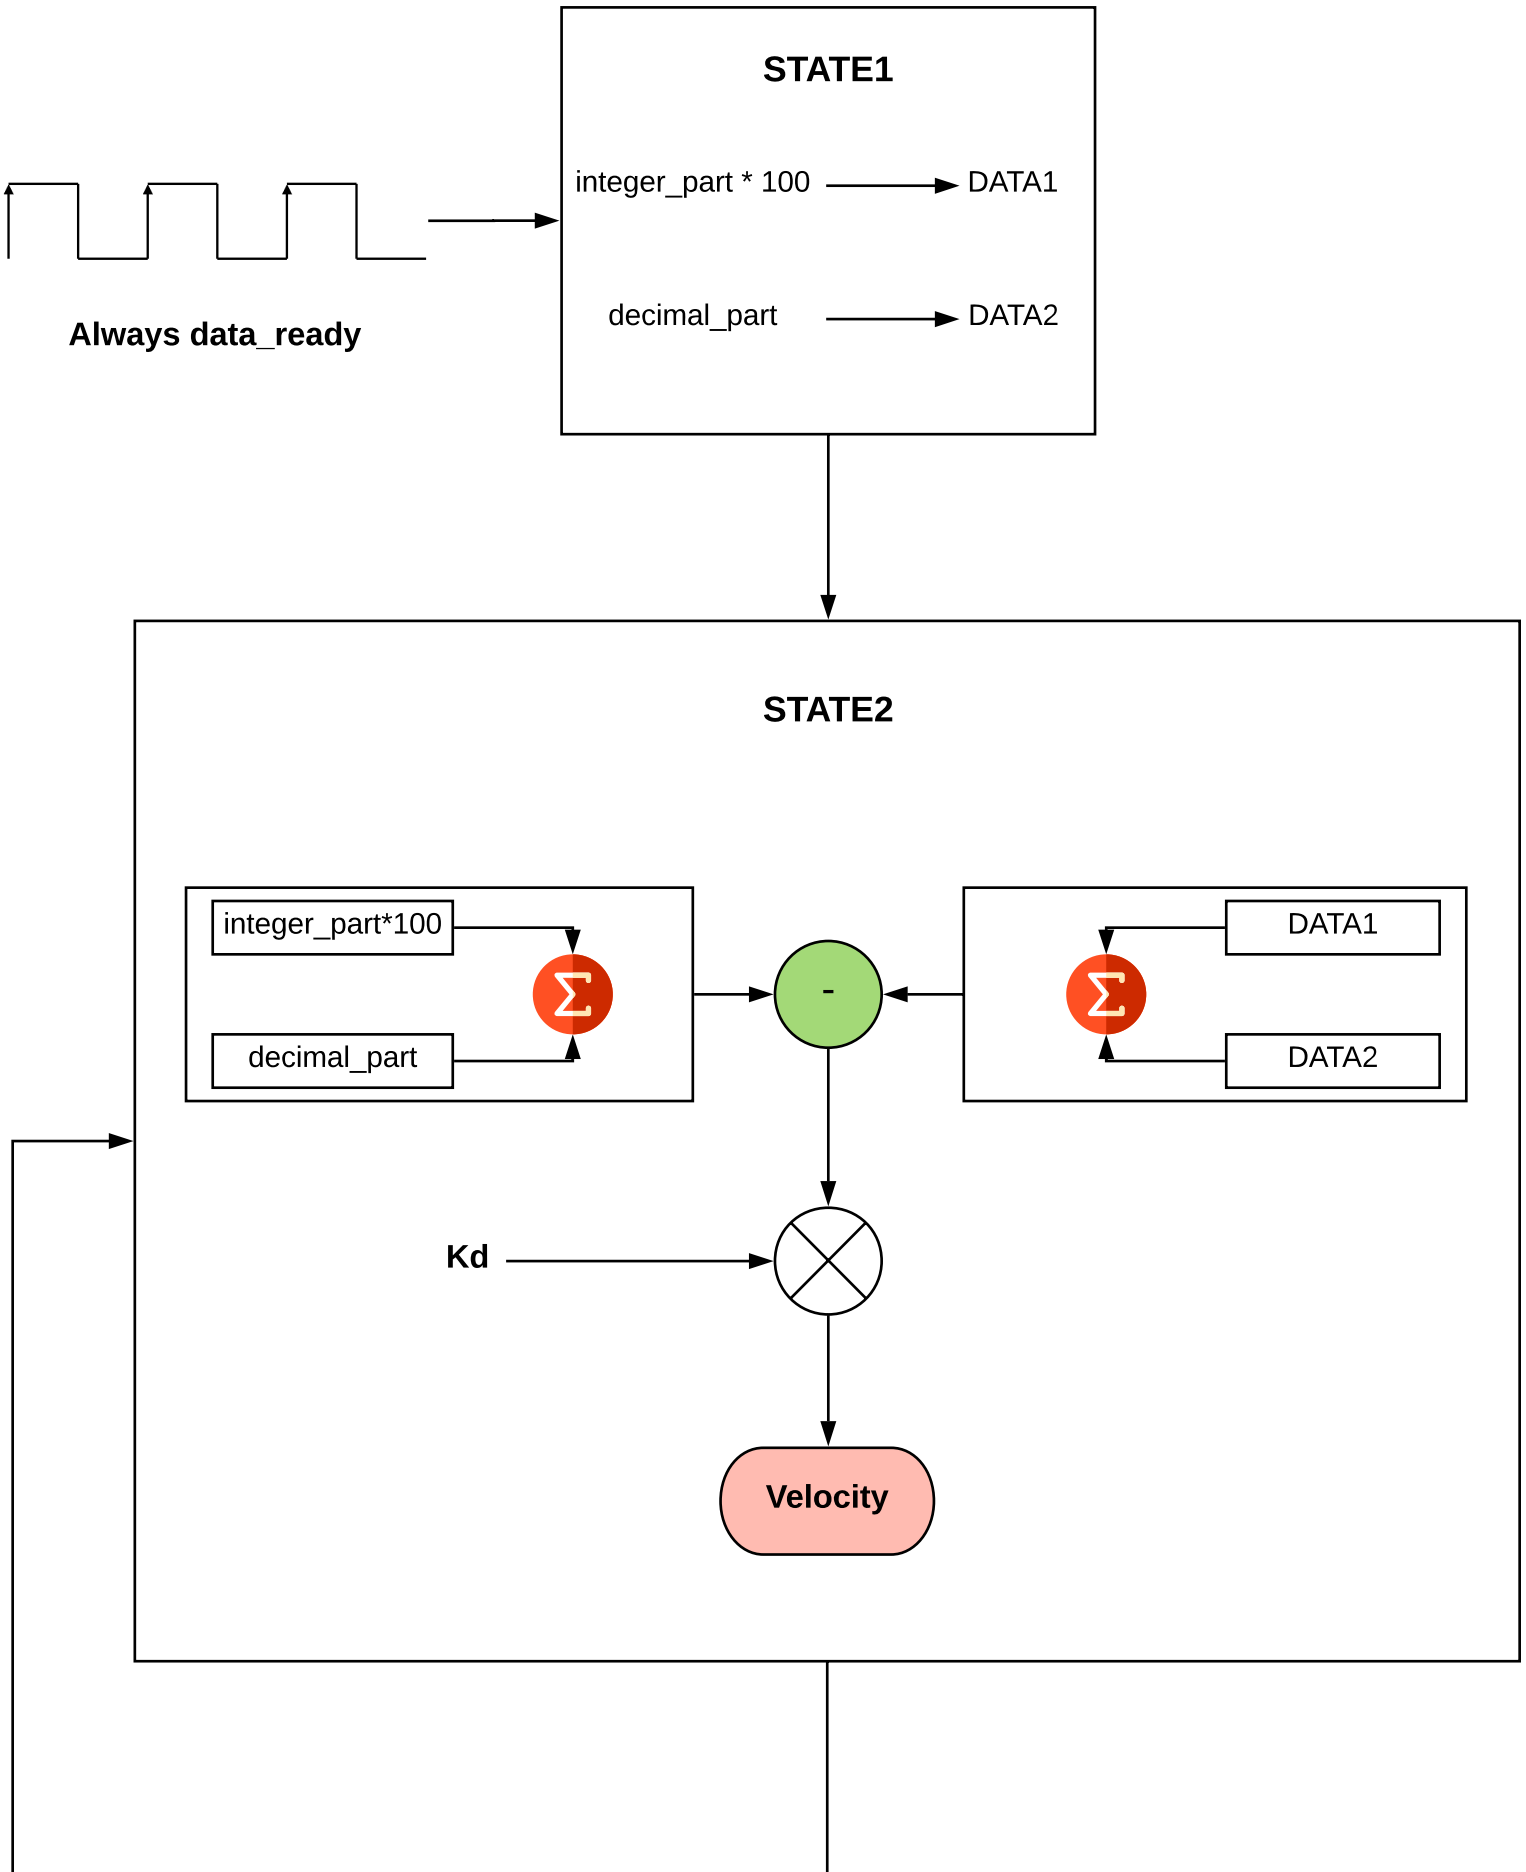 STATE1
integer_part * 100
DATA1
decimal_part
DATA2
Always data_ready
STATE2
integer_part*100
decimal_part
Σ
-
Σ
DATA1
DATA2
Kd
Velocity